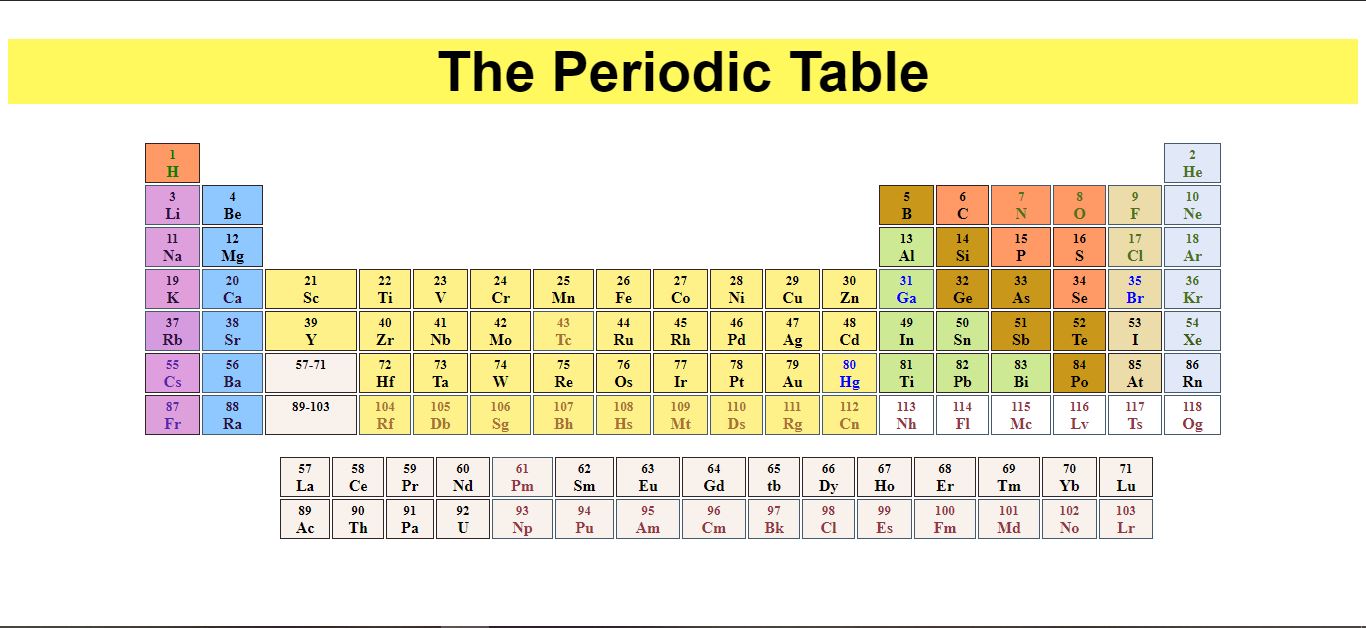 The Periodic Table
1 2
H He
3 4 5 6 7 8 9 10
Li Be B C N O F Ne
11 12 13 14 15 16 17 18
Na Mg Al Si P S Cl Ar
19 20 21 22 23 24 25 26 27 28 29 30 31 32 33 34 35 36
K Ca Sc Ti V Cr Mn Fe Co Ni Cu Zn Ga Ge As Se Br Kr
37 38 39 40 41 42 43 44 45 46 47 48 49 50 51 52 53 54
Rb Sr Y Zr Nb Mo Tc Ru Rh Pd Ag Cd In Sn Sb Te I Xe
55 56 57-71 72 73 74 75 76 77 78 79 80 81 82 83 84 85 86
Cs Ba Hf Ta W Re Os Ir Pt Au Hg Ti Pb Bi Po At Rn
87 88 89-103 104 105 106 107 108 109 110 111 112 113 114 115 116 117 118
Fr Ra Rf Db Sg Bh Hs Mt Ds Rg Cn Nh Fl Mc Lv Ts Og
57 58 59 60 61 62 63 64 65 66 67 68 69 70 71
La Ce Pr Nd Pm Sm Eu Gd tb Dy Ho Er Tm Yb Lu
89 90 91 92 93 94 95 96 97 98 99 100 101 102 103
Ac Th Pa U Np Pu Am Cm Bk Cl Es Fm Md No Lr